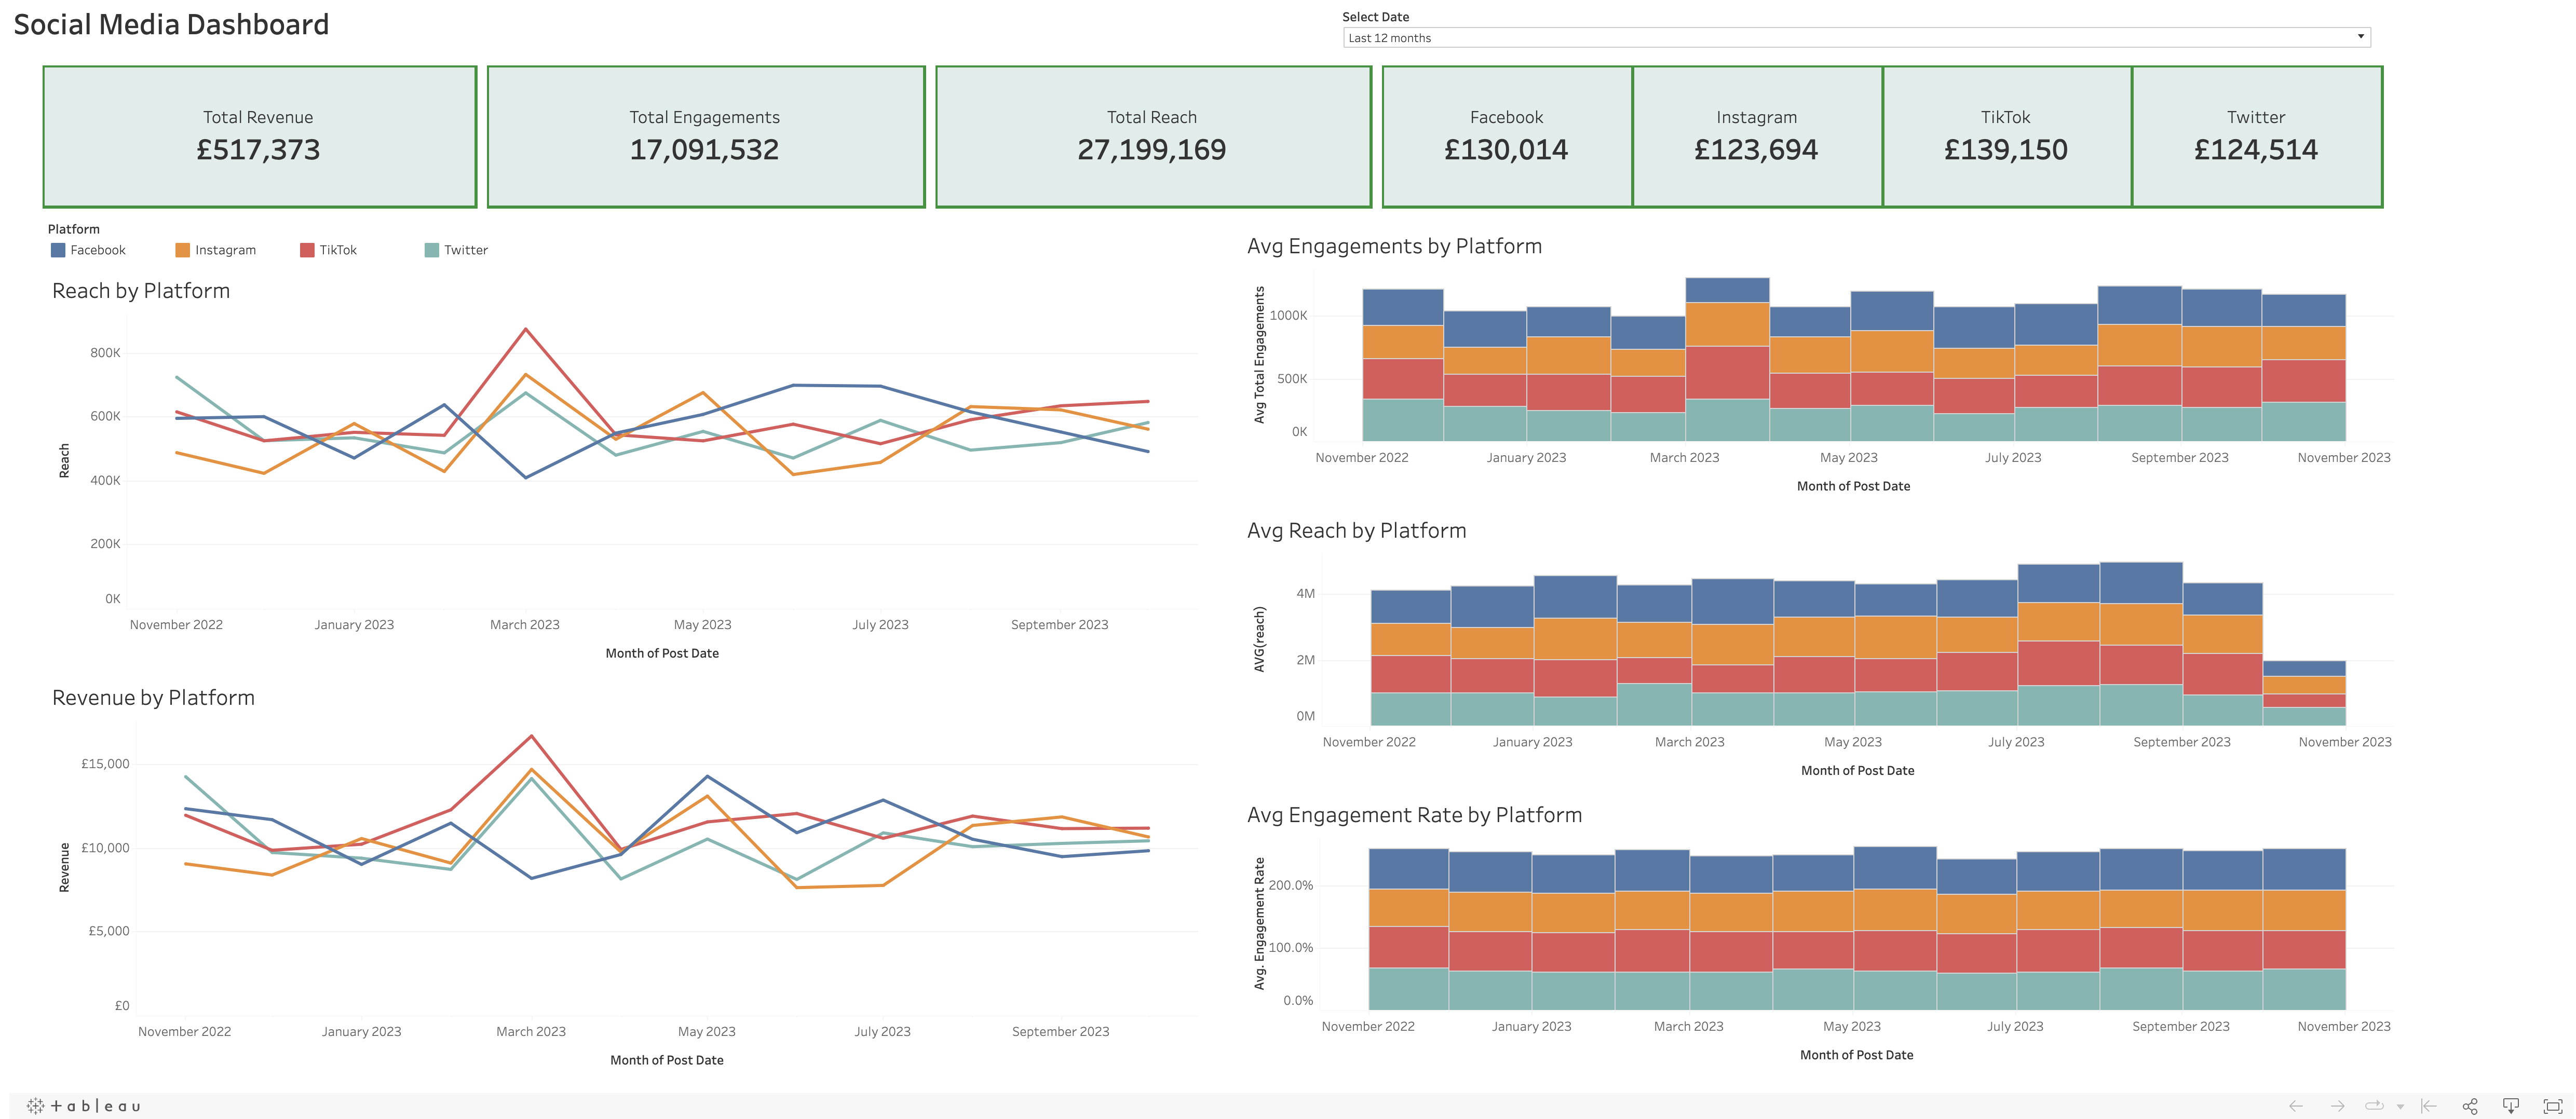 Social Media Dashboard
Select Date
Last 12 months
Total Revenue
£517,373
Total Engagements
17,091,532
Total Reach
27,199,169
Facebook
£130,014
Instagram
£123,694
TikTok
£139,150
Twitter
£124,514
Platform
Facebook Instagram TikTok Twitter
Reach by Platform
Reach
800K
600K
400K
200K
0K
November 2022 January 2023 March 2023 May 2023 July 2023 September 2023
Month of Post Date
Revenue by Platform
Revenue
£15,000
£10,000
£5,000
£0
November 2022 January 2023 March 2023 May 2023 July 2023 September 2023
Month of Post Date
Avg Engagements by Platform
Avg Total Engagements
1000K
500K
0K
November 2022 January 2023 March 2023 May 2023 July 2023 September 2023 November 2023
Month of Post Date
Avg Reach by Platform
AVG(reach)
4M
2M
0M
November 2022 January 2023 March 2023 May 2023 July 2023 September 2023 November 2023
Month of Post Date
Avg Engagement Rate by Platform
Avg. Engagement Rate
200.0%
100.0%
0.0%
November 2022 January 2023 March 2023 May 2023 July 2023 September 2023 November 2023
Month of Post Date
+ableau